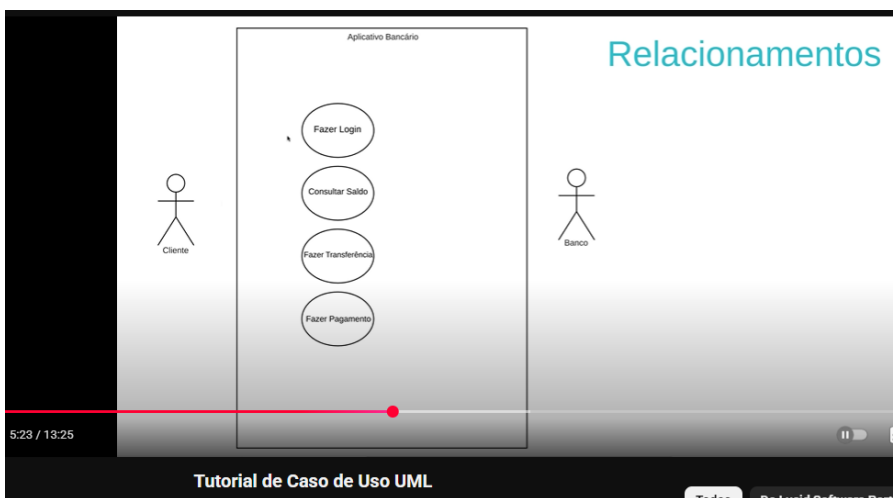 Aplicativo Bancário
Relacionamentos
Fazer Login
Consultar Saldo
Cliente
Banco
Fazer Transferência
Fazer Pagamento
5:23 / 13:25
Tutorial de Caso de Uso UML